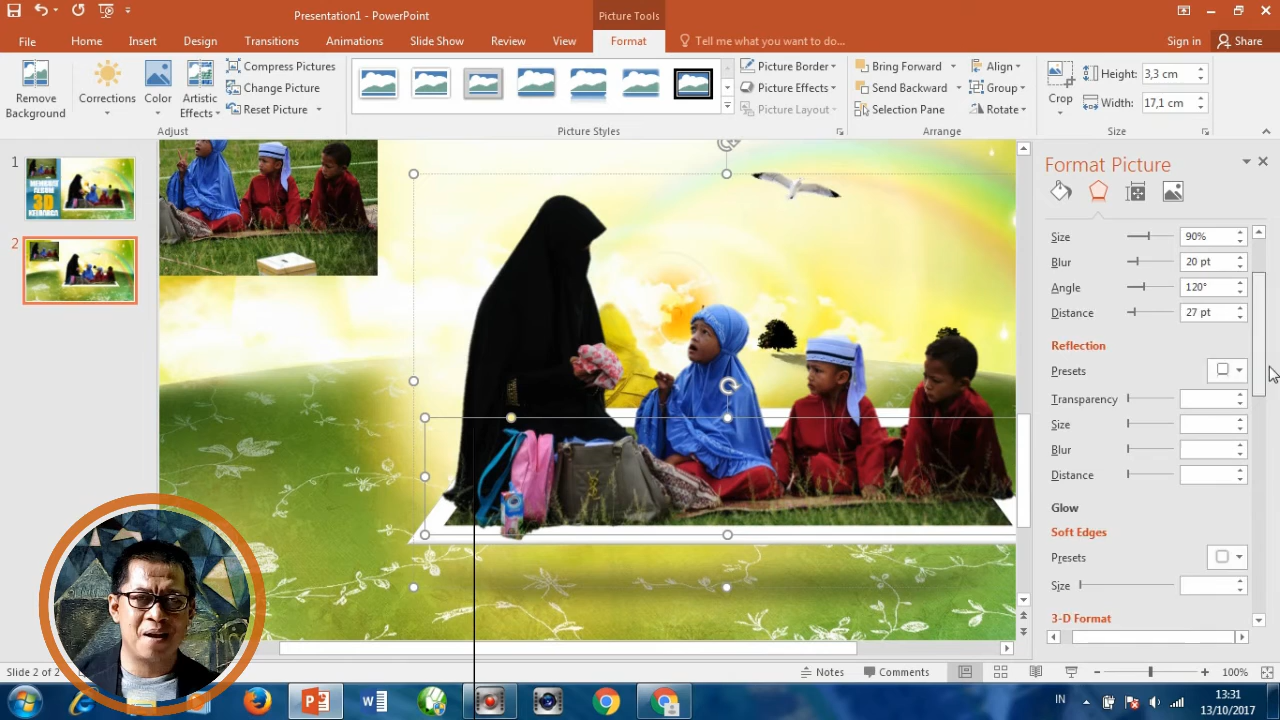 Presentation1 - PowerPoint
Picture Tools
File Home Insert Design Transitions Animations Slide Show Review View Format Tell me what you want to do... Sign in Share
Remove Background
Corrections
Color
Artistic Effects
Compress Pictures
Change Picture
Reset Picture
Adjust
Picture Styles
Picture Border
Picture Effects
Picture Layout
Bring Forward
Send Backward
Selection Pane
Align
Group
Rotate
Arrange
Crop
Height: 3,3 cm
Width: 17,1 cm
Size
1
3D
2
Format Picture
Size 90%
Blur 20 pt
Angle 120°
Distance 27 pt
Reflection
Presets
Transparency
Size
Blur
Distance
Glow
Soft Edges
Presets
Size
3-D Format
Slide 2 of 2
Notes
Comments
100%
IN
13:31
13/10/2017